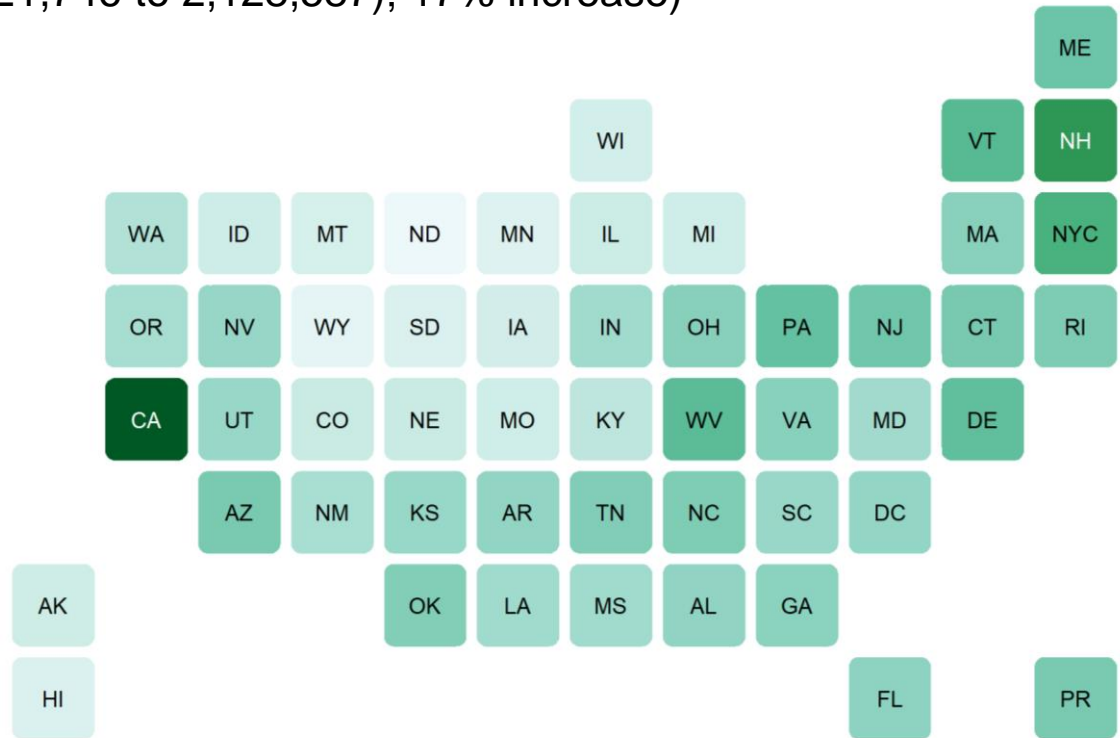 to increase)
ME
WI VT NH
WA ID MT ND MN IL MI MA NYC
OR NV WY SD IA IN OH PA NJ CT RI
CA UT CO NE MO KY WV VA MD DE
AZ NM KS AR TN NC SC DC
AK OK LA MS AL GA
HI FL PR